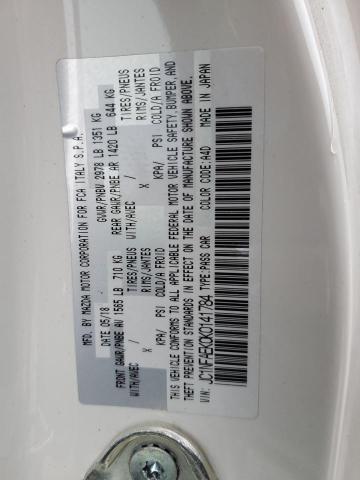 MFD. BY MAZDA MOTOR CORPORATION FOR FCA ITALY S.P.A.
DATE 05/18 GVWR/PNBV 2978 LB 1351 KG
FRONT GAWR/PNBE AV 1565 LB 710 KG REAR GAWR/PNBE AR 1420 LB 644 KG
WITH/AVEC / TIRES/PNEUS WITH/AVEC / TIRES/PNEUS
X RIMS/JANTES X RIMS/JANTES
KPA/ PSI COLD/A FROID KPA/ PSI COLD/A FROID
THIS VEHICLE CONFORMS TO ALL APPLICABLE FEDERAL MOTOR VEHICLE SAFETY, BUMPER, AND
THEFT PREVENTION STANDARDS IN EFFECT ON THE DATE OF MANUFACTURE SHOWN ABOVE.
VIN: TYPE:PASS CAR COLOR CODE: A4D MADE IN JAPAN